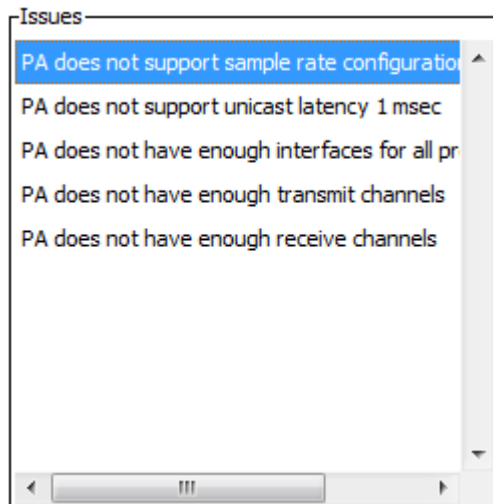 Issues
PA does not support sample rate configuration
PA does not support unicast latency 1 msec
PA does not have enough interfaces for all pr
PA does not have enough transmit channels
PA does not have enough receive channels